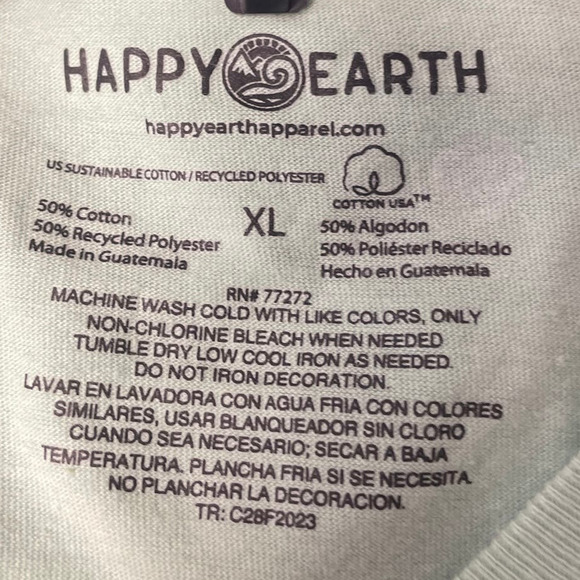 HAPPY EARTH
happyearthapparel.com
US SUSTAINABLE COTTON / RECYCLED POLYESTER
COTTON USA™
50% Cotton
50% Recycled Polyester
Made in Guatemala
XL
50% Algodon
50% Poliéster Reciclado
Hecho en Guatemala
RN# 77272
MACHINE WASH COLD WITH LIKE COLORS, ONLY
NON-CHLORINE BLEACH WHEN NEEDED
TUMBLE DRY LOW COOL IRON AS NEEDED.
DO NOT IRON DECORATION.
LAVAR EN LAVADORA CON AGUA FRIA CON COLORES
SIMILARES, USAR BLANQUEADOR SIN CLORO
CUANDO SEA NECESARIO; SECAR A BAJA
TEMPERATURA. PLANCHA FRIA SI SE NECESITA.
NO PLANCHAR LA DECORACION.
TR: C28F2023